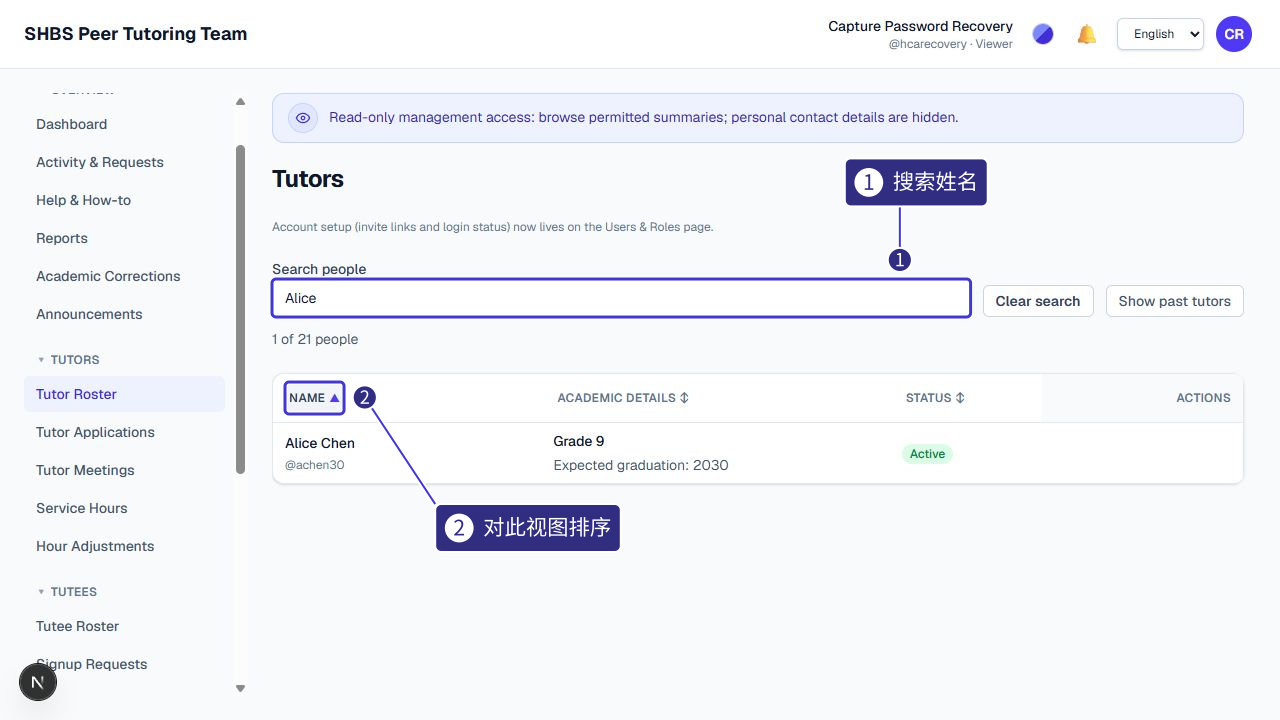 SHBS Peer Tutoring Team
Capture Password Recovery
@hcarecovery · Viewer
English
CR
Dashboard
Activity & Requests
Help & How-to
Reports
Academic Corrections
Announcements
TUTORS
Tutor Roster
Tutor Applications
Tutor Meetings
Service Hours
Hour Adjustments
TUTEES
Tutee Roster
Signup Requests
N
Read-only management access: browse permitted summaries; personal contact details are hidden.
Tutors
1 搜索姓名
Account setup (invite links and login status) now lives on the Users & Roles page.
1
Search people
Alice
Clear search
Show past tutors
1 of 21 people
NAME
2
ACADEMIC DETAILS
STATUS
ACTIONS
Alice Chen
@achen30
Grade 9
Expected graduation: 2030
Active
2 对此视图排序